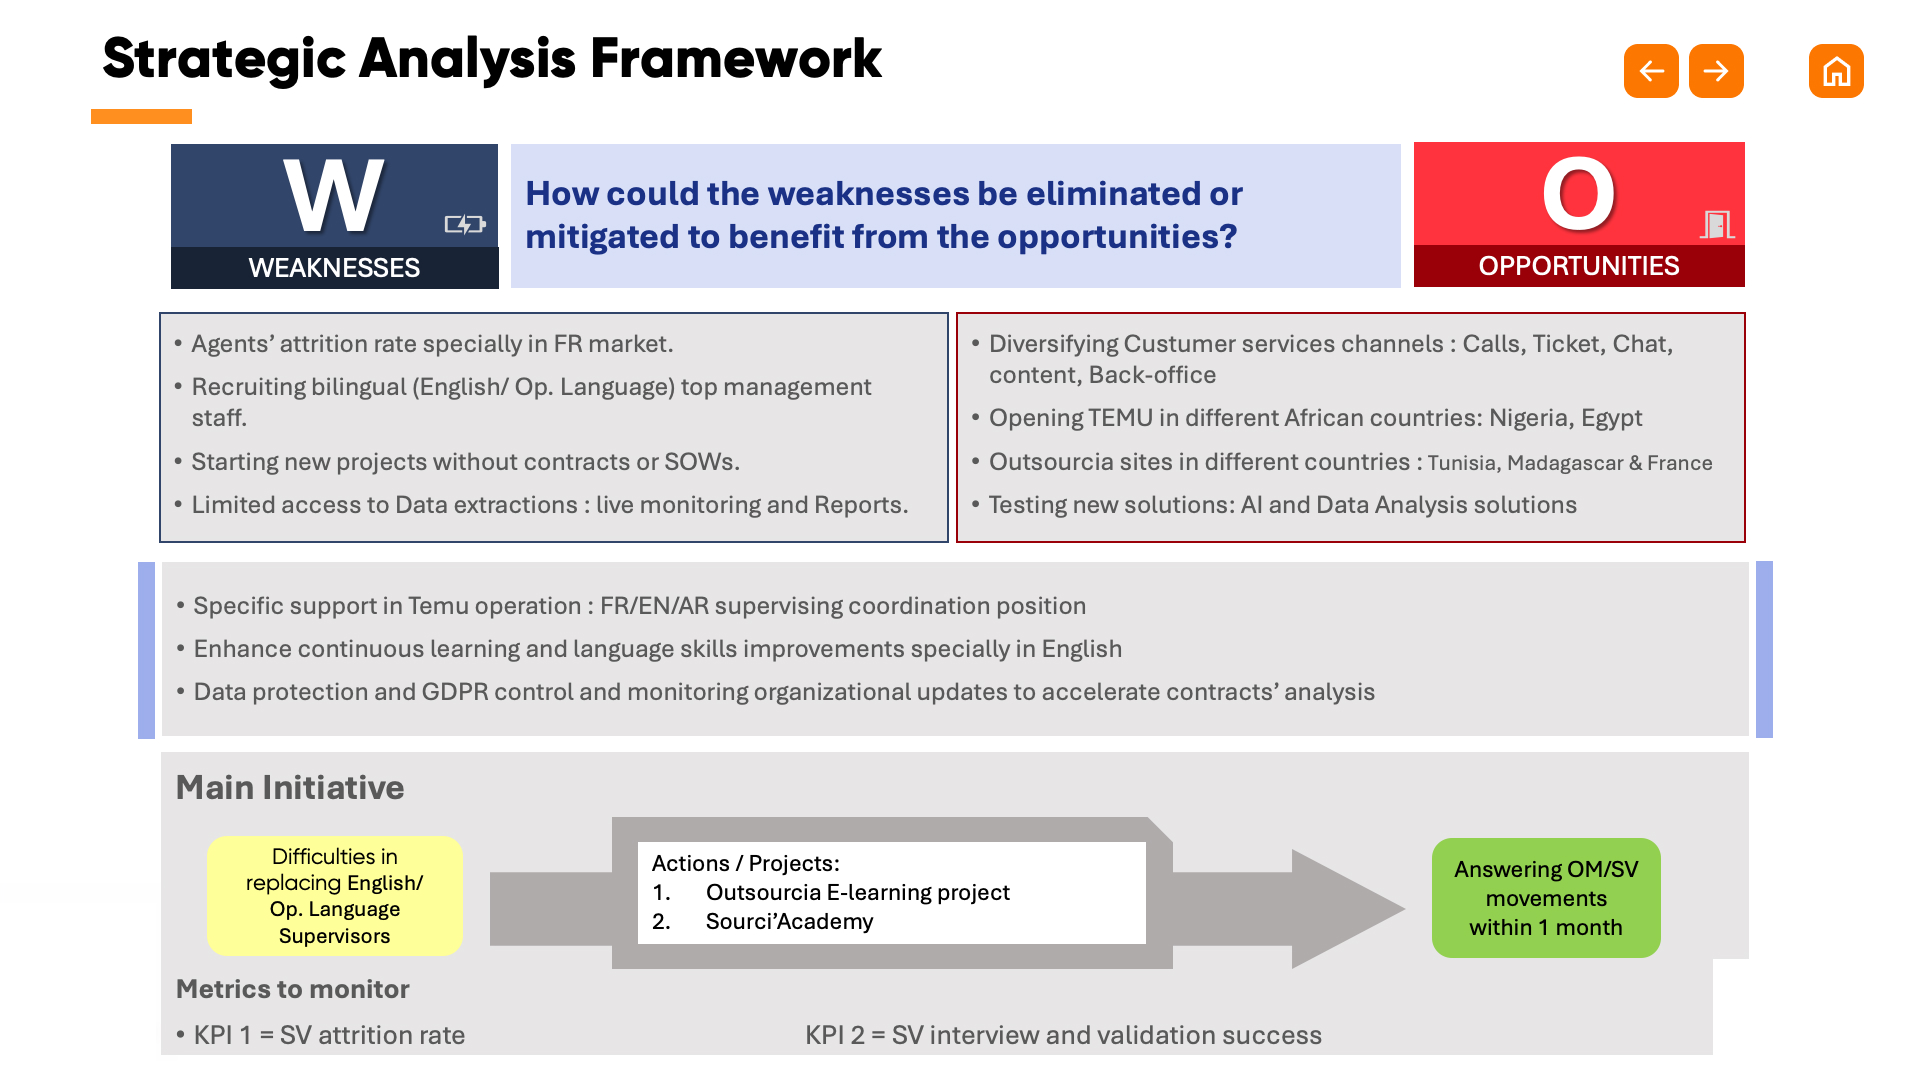 Strategic Analysis Framework
W
WEAKNESSES
How could the weaknesses be eliminated or
mitigated to benefit from the opportunities?
O
OPPORTUNITIES
• Agents’ attrition rate specially in FR market.
• Recruiting bilingual (English/ Op. Language) top management
staff.
• Starting new projects without contracts or SOWs.
• Limited access to Data extractions : live monitoring and Reports.
• Diversifying Custumer services channels : Calls, Ticket, Chat,
content, Back-office
• Opening TEMU in different African countries: Nigeria, Egypt
• Outsourcia sites in different countries : Tunisia, Madagascar & France
• Testing new solutions: AI and Data Analysis solutions
• Specific support in Temu operation : FR/EN/AR supervising coordination position
• Enhance continuous learning and language skills improvements specially in English
• Data protection and GDPR control and monitoring organizational updates to accelerate contracts’ analysis
Main Initiative
Difficulties in
replacing English/
Op. Language
Supervisors
Actions / Projects:
1. Outsourcia E-learning project
2. Sourci’Academy
Answering OM/SV
movements
within 1 month
Metrics to monitor
• KPI 1 = SV attrition rate
KPI 2 = SV interview and validation success